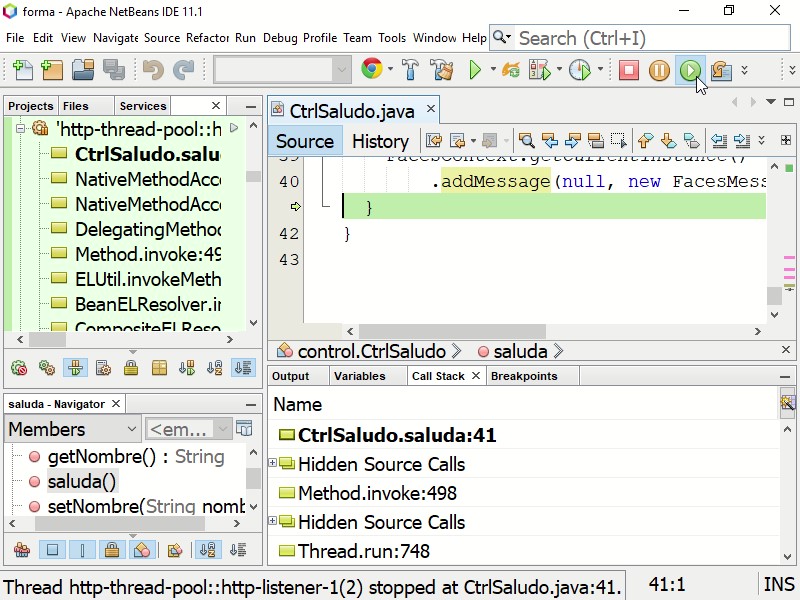 forma - Apache NetBeans IDE 11.1
File Edit View Navigate Source Refactor Run Debug Profile Team Tools Window Help Search (Ctrl+I)
Projects Files Services
'http-thread-pool::h
CtrlSaludo.salu
NativeMethodAcc
NativeMethodAcc
DelegatingMethod
Method.invoke:49
ELUtil.invokeMeth
BeanELResolver.in
CompositeELReso
saluda - Navigator
Members <em...
getNombre() : String
saluda()
setNombre(String nomb
CtrlSaludo.java
Source History
39 FacesContext.getCurrentInstance()
40 .addMessage(null, new FacesMess
}
42 }
43
control.CtrlSaludo saluda
Output Variables Call Stack Breakpoints
Name
CtrlSaludo.saluda:41
Hidden Source Calls
Method.invoke:498
Hidden Source Calls
Thread.run:748
Thread http-thread-pool::http-listener-1(2) stopped at CtrlSaludo.java:41. 41:1 INS